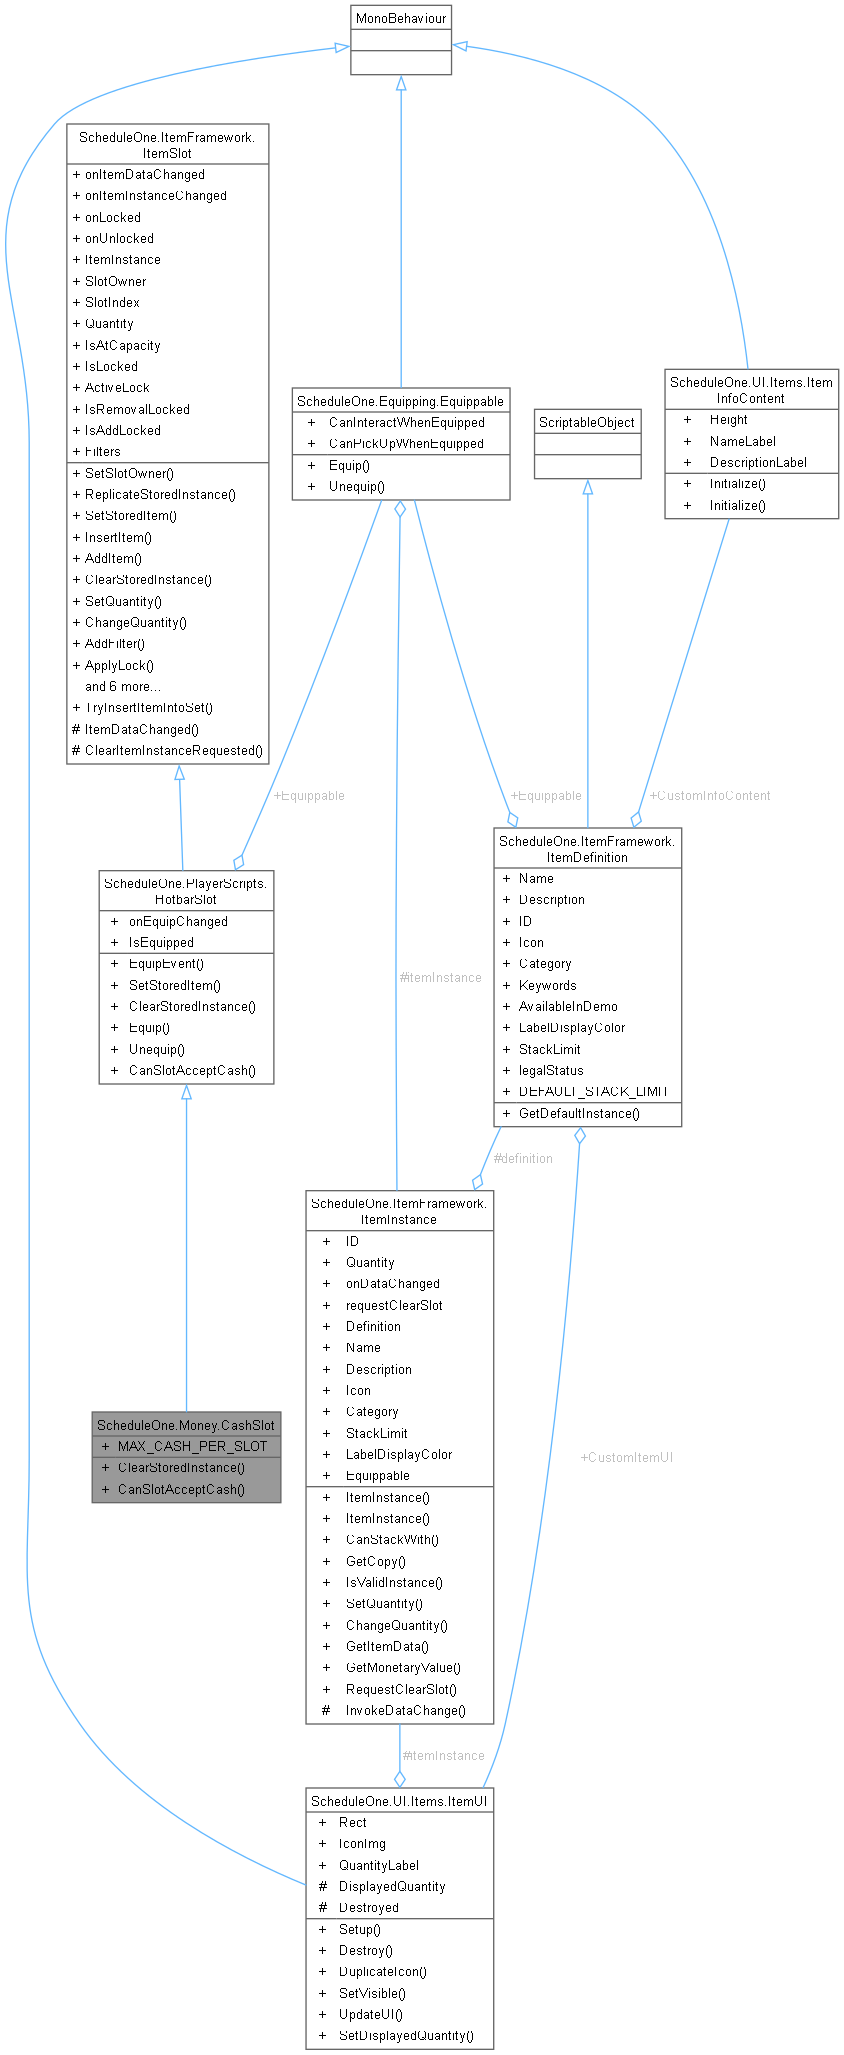 MonoBehaviour
ScheduleOne.ItemFramework.
ItemSlot
+ onItemDataChanged
+ onItemInstanceChanged
+ onLocked
+ onUnlocked
+ ItemInstance
+ SlotOwner
+ SlotIndex
+ Quantity
+ IsAtCapacity
+ IsLocked
+ ActiveLock
+ IsRemovalLocked
+ IsAddLocked
+ Filters
+ SetSlotOwner()
+ ReplicateStoredInstance()
+ SetStoredItem()
+ InsertItem()
+ AddItem()
+ ClearStoredInstance()
+ SetQuantity()
+ ChangeQuantity()
+ AddFilter()
+ ApplyLock()
and 6 more...
+ TryInsertItemIntoSet()
# ItemDataChanged()
# ClearItemInstanceRequested()
ScheduleOne.Equipping.Equippable
+ CanInteractWhenEquipped
+ CanPickUpWhenEquipped
+ Equip()
+ Unequip()
ScriptableObject
ScheduleOne.UI.Items.Item
InfoContent
+ Height
+ NameLabel
+ DescriptionLabel
+ Initialize()
+ Initialize()
+Equippable
+Equippable
+CustomInfoContent
ScheduleOne.PlayerScripts.
HotbarSlot
+ onEquipChanged
+ IsEquipped
+ EquipEvent()
+ SetStoredItem()
+ ClearStoredInstance()
+ Equip()
+ Unequip()
+ CanSlotAcceptCash()
#itemInstance
ScheduleOne.ItemFramework.
ItemDefinition
+ Name
+ Description
+ ID
+ Icon
+ Category
+ Keywords
+ AvailableInDemo
+ LabelDisplayColor
+ StackLimit
+ legalStatus
+ DEFAULT_STACK_LIMIT
+ GetDefaultInstance()
#definition
ScheduleOne.ItemFramework.
ItemInstance
+ ID
+ Quantity
+ onDataChanged
+ requestClearSlot
+ Definition
+ Name
+ Description
+ Icon
+ Category
+ StackLimit
+ LabelDisplayColor
+ Equippable
+ ItemInstance()
+ ItemInstance()
+ CanStackWith()
+ GetCopy()
+ IsValidInstance()
+ SetQuantity()
+ ChangeQuantity()
+ GetItemData()
+ GetMonetaryValue()
+ RequestClearSlot()
# InvokeDataChange()
ScheduleOne.Money.CashSlot
+ MAX_CASH_PER_SLOT
+ ClearStoredInstance()
+ CanSlotAcceptCash()
+CustomItemUI
#itemInstance
ScheduleOne.UI.Items.ItemUI
+ Rect
+ IconImg
+ QuantityLabel
# DisplayedQuantity
# Destroyed
+ Setup()
+ Destroy()
+ DuplicateIcon()
+ SetVisible()
+ UpdateUI()
+ SetDisplayedQuantity()